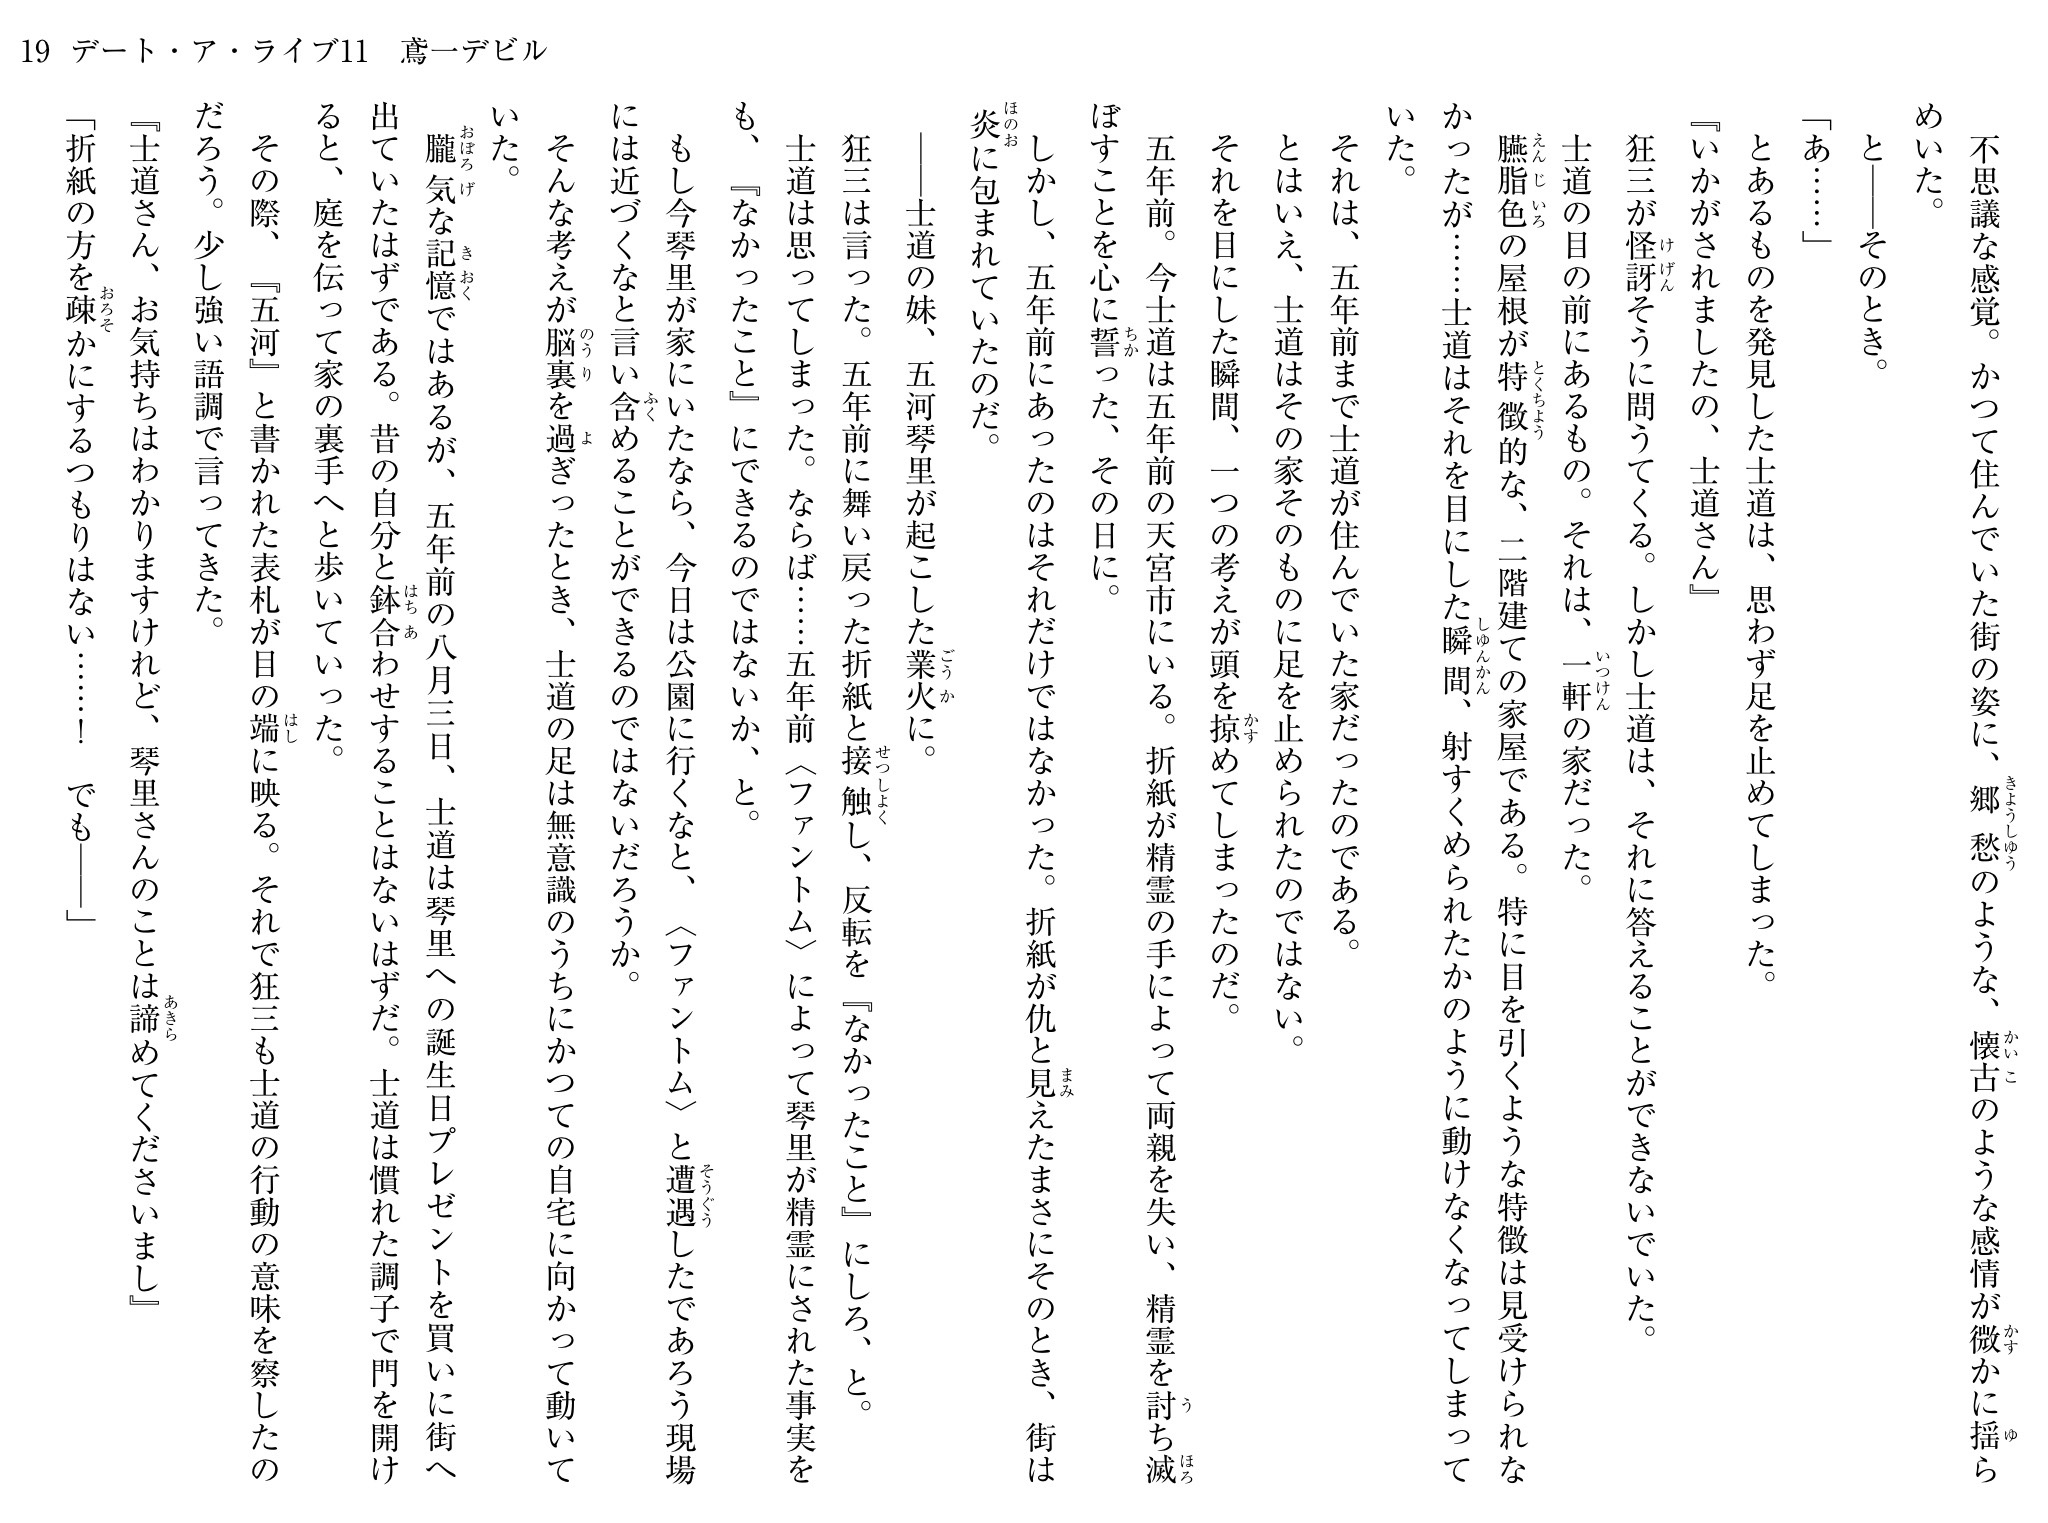 19 デート・ア・ライブ11 鳶一デビル
　不思議な感覚。かつて住んでいた街の姿に、郷愁のような、懐古のような感情が微かに揺ら
めいた。
　と――そのとき。
「あ……」
　とあるものを発見した士道は、思わず足を止めてしまった。
『いかがされましたの、士道さん』
　狂三が怪訝そうに問うてくる。しかし士道は、それに答えることができないでいた。
　士道の目の前にあるもの。それは、一軒の家だった。
　臙脂色の屋根が特徴的な、二階建ての家屋である。特に目を引くような特徴は見受けられな
かったが……士道はそれを目にした瞬間、射すくめられたかのように動けなくなってしまって
いた。
　それは、五年前まで士道が住んでいた家だったのである。
　とはいえ、士道はその家そのものに足を止められたのではない。
　それを目にした瞬間、一つの考えが頭を掠めてしまったのだ。
　五年前。今士道は五年前の天宮市にいる。折紙が精霊の手によって両親を失い、精霊を討ち滅
ぼすことを心に誓った、その日に。
　しかし、五年前にあったのはそれだけではなかった。折紙が仇と見えたまさにそのとき、街は
炎に包まれていたのだ。
　――士道の妹、五河琴里が起こした業火に。
　狂三は言った。五年前に舞い戻った折紙と接触し、反転を『なかったこと』にしろ、と。
　士道は思ってしまった。ならば……五年前〈ファントム〉によって琴里が精霊にされた事実を
も、『なかったこと』にできるのではないか、と。
　もし今琴里が家にいたなら、今日は公園に行くなと、〈ファントム〉と遭遇したであろう現場
には近づくなと言い含めることができるのではないだろうか。
　そんな考えが脳裏を過ぎったとき、士道の足は無意識のうちにかつての自宅に向かって動いて
いた。
　朧気な記憶ではあるが、五年前の八月三日、士道は琴里への誕生日プレゼントを買いに街へ
出ていたはずである。昔の自分と鉢合わせすることはないはずだ。士道は慣れた調子で門を開け
ると、庭を伝って家の裏手へと歩いていった。
　その際、『五河』と書かれた表札が目の端に映る。それで狂三も士道の行動の意味を察したの
だろう。少し強い語調で言ってきた。
『士道さん、お気持ちはわかりますけれど、琴里さんのことは諦めてくださいまし』
「折紙の方を疎かにするつもりはない……！　でも――」